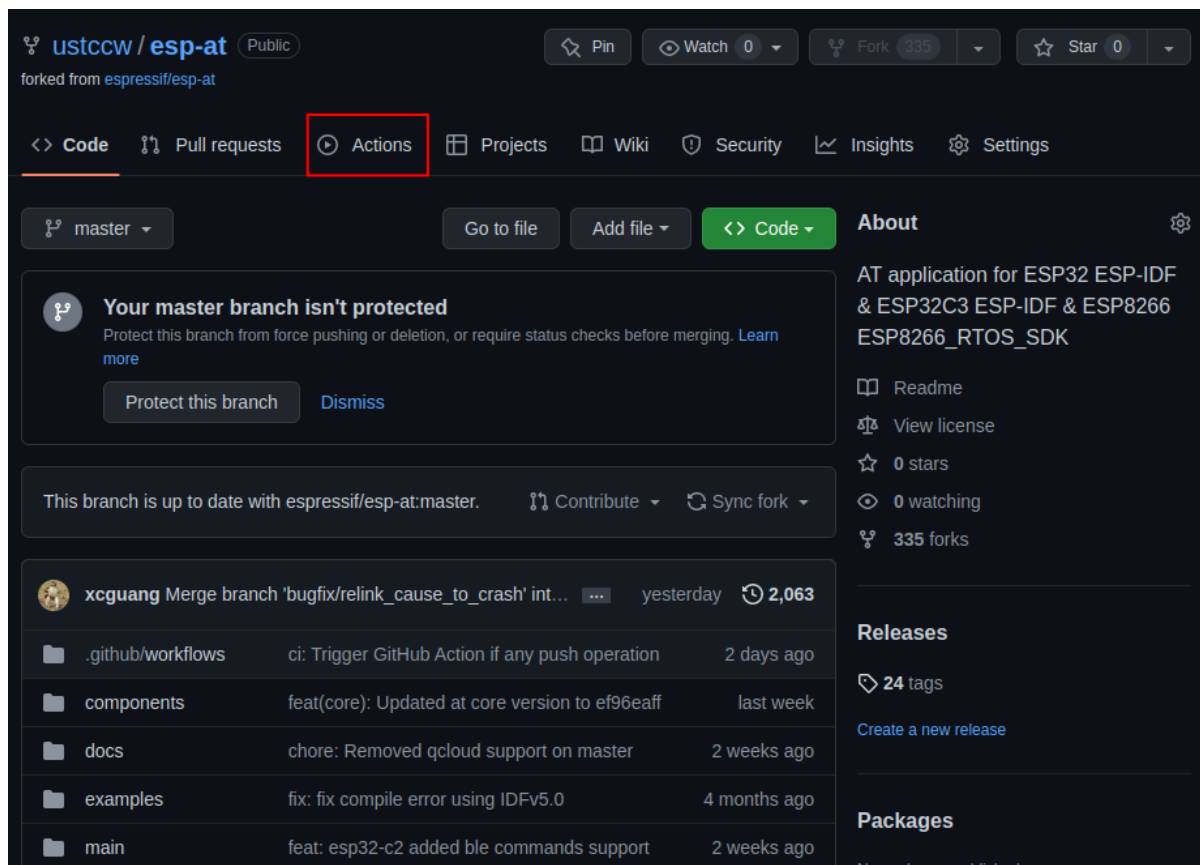 ustccw / esp-at Public
Pin
Watch 0
Fork 335
Star 0
forked from espressif/esp-at
Code
Pull requests
Actions
Projects
Wiki
Security
Insights
Settings
master
Go to file
Add file
Code
Your master branch isn't protected
Protect this branch from force pushing or deletion, or require status checks before merging. Learn
more
Protect this branch
Dismiss
This branch is up to date with espressif/esp-at:master.
Contribute
Sync fork
xcguang Merge branch 'bugfix/relink_cause_to_crash' int... ... yesterday 2,063
.github/workflows ci: Trigger GitHub Action if any push operation 2 days ago
components feat(core): Updated at core version to ef96eaff last week
docs chore: Removed qcloud support on master 2 weeks ago
examples fix: fix compile error using IDFv5.0 4 months ago
main feat: esp32-c2 added ble commands support 2 weeks ago
About
AT application for ESP32 ESP-IDF
& ESP32C3 ESP-IDF & ESP8266
ESP8266_RTOS_SDK
Readme
View license
0 stars
0 watching
335 forks
Releases
24 tags
Create a new release
Packages